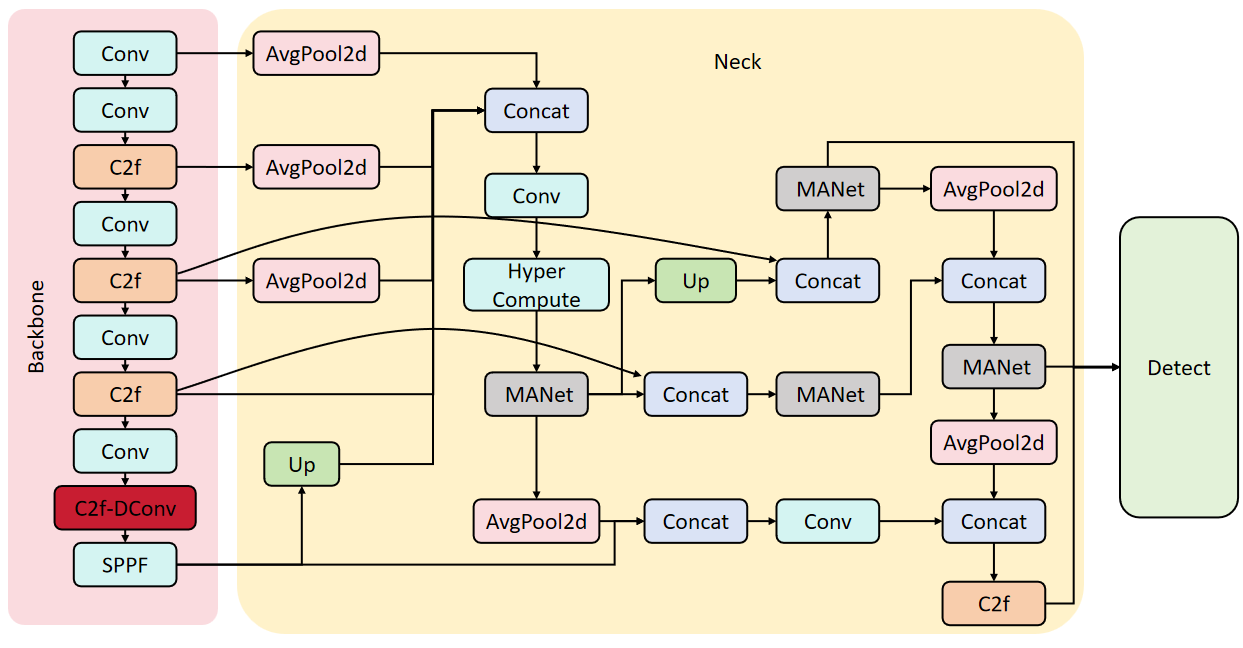 Backbone
Conv
Conv
C2f
Conv
C2f
Conv
C2f
Conv
C2f-DConv
SPPF
Neck
AvgPool2d
AvgPool2d
AvgPool2d
Up
Concat
Conv
Hyper
Compute
MANet
AvgPool2d
Up
Concat
Concat
Concat
MANet
MANet
Conv
AvgPool2d
Concat
MANet
AvgPool2d
Concat
C2f
Detect